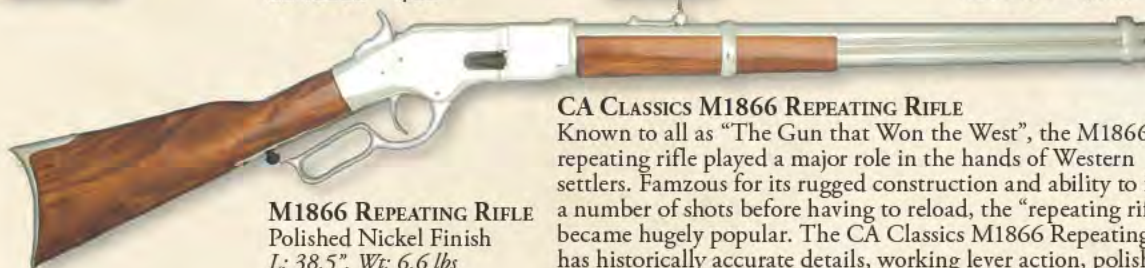 CA Classics M1866 Repeating Rifle
Known to all as “The Gun that Won the West”, the M1866
repeating rifle played a major role in the hands of Western
settlers. Famzous for its rugged construction and ability to
a number of shots before having to reload, the “repeating
became hugely popular. The CA Classics M1866 Repeating
has historically accurate details, working lever action,
M1866 Repeating Rifle
Polished Nickel Finish
L: 38.5", Wt: 6.6 lbs